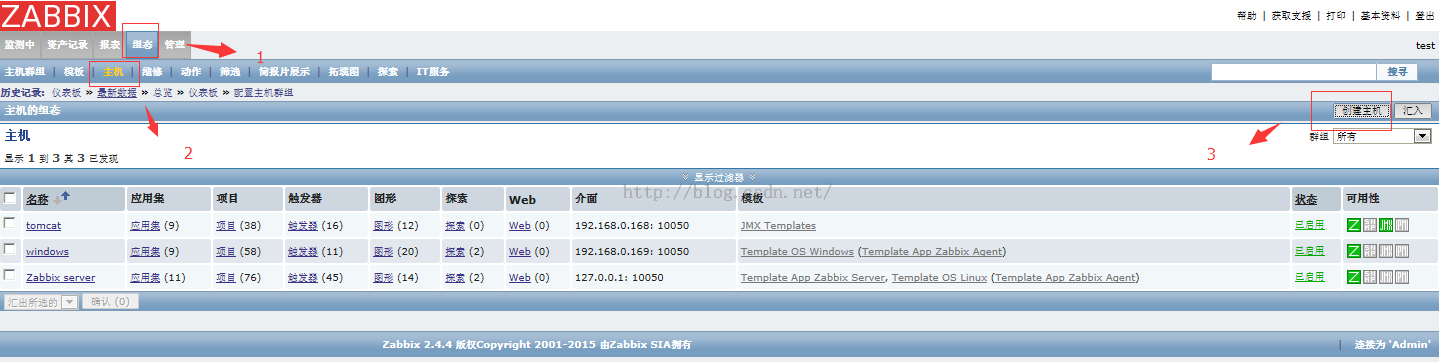 ZABBIX
帮助 | 获取支援 | 打印 | 基本资料 | 登出
监测中 资产记录 报表 组态 管理
1
test
主机群组 | 模板 | 主机 | 维修 | 动作 | 筛选 | 简报片展示 | 拓墣图 | 探索 | IT服务
搜寻
历史记录: 仪表板 » 最新数据 » 总览 » 仪表板 » 配置主机群组
主机的组态 创建主机 汇入
主机 群组 所有
2
3
显示 1 到 3 其 3 已发现
显示过滤器
http://blog.csdn.net/
名称 应用集 项目 触发器 图形 探索 Web 介面 模板 状态 可用性
tomcat 应用集 (9) 项目 (38) 触发器 (16) 图形 (12) 探索 (0) Web (0) 192.168.0.168: 10050 JMX Templates 已启用 Z SNMP JMX IPMI
windows 应用集 (9) 项目 (58) 触发器 (11) 图形 (20) 探索 (2) Web (0) 192.168.0.169: 10050 Template OS Windows (Template App Zabbix Agent) 已启用 Z SNMP JMX IPMI
Zabbix server 应用集 (11) 项目 (76) 触发器 (45) 图形 (14) 探索 (2) Web (0) 127.0.0.1: 10050 Template App Zabbix Server, Template OS Linux (Template App Zabbix Agent) 已启用 Z SNMP JMX IPMI
汇出所选的 确认 (0)
Zabbix 2.4.4 版权Copyright 2001-2015 由Zabbix SIA拥有 | 连接为 'Admin'